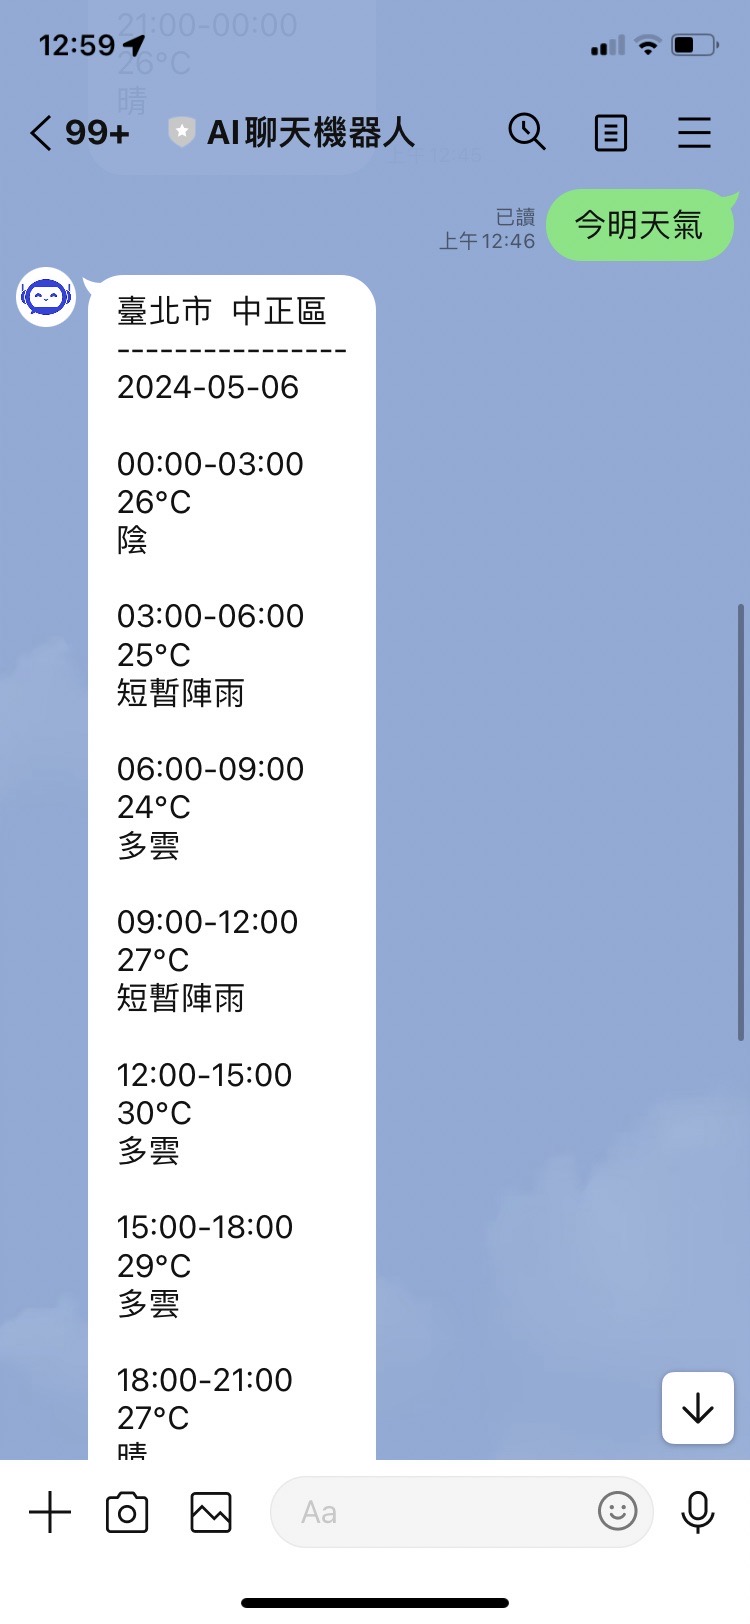 21:00-00:00
26°C
晴
12:59
99+
AI聊天機器人
上午 12:45
已讀
上午 12:46
今明天氣
臺北市 中正區
----------------
2024-05-06
00:00-03:00
26°C
陰
03:00-06:00
25°C
短暫陣雨
06:00-09:00
24°C
多雲
09:00-12:00
27°C
短暫陣雨
12:00-15:00
30°C
多雲
15:00-18:00
29°C
多雲
18:00-21:00
27°C
晴
Aa